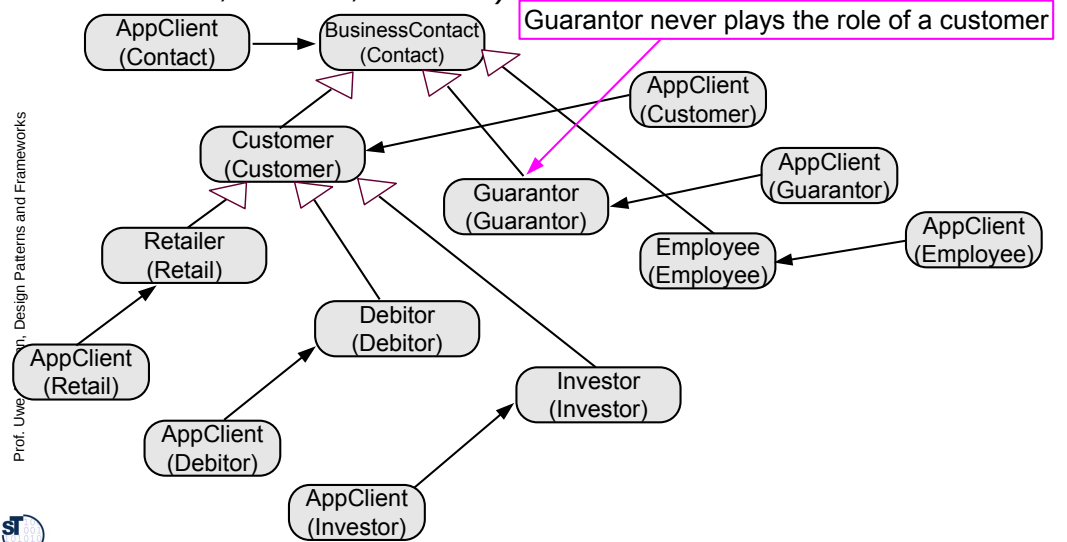 Guarantor never plays the role of a customer
AppClient
(Contact)
BusinessContact
(Contact)
AppClient
(Customer)
Customer
(Customer)
AppClient
(Guarantor)
Guarantor
(Guarantor)
AppClient
(Employee)
Employee
(Employee)
Retailer
(Retail)
Debitor
(Debitor)
AppClient
(Retail)
Investor
(Investor)
AppClient
(Debitor)
AppClient
(Investor)
Prof. Uwe n, Design Patterns and Frameworks
ST